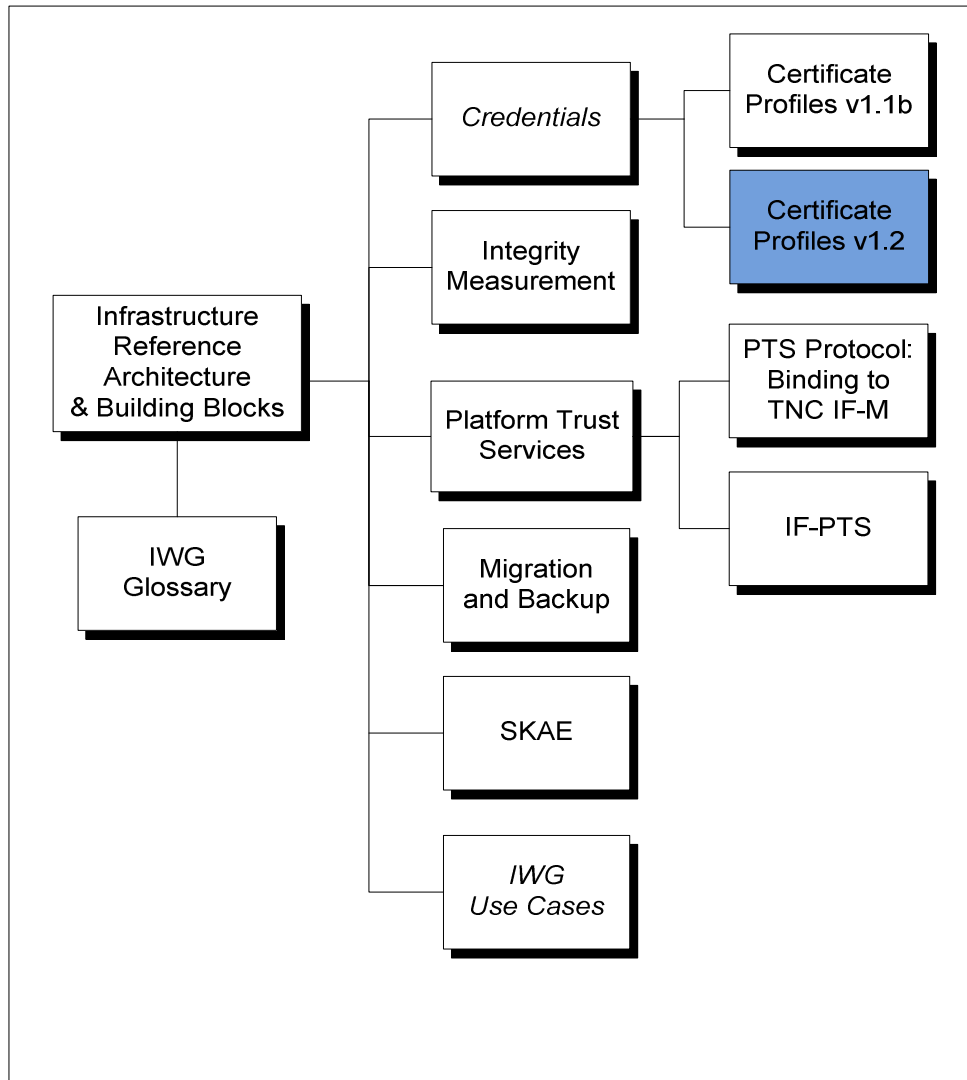 Infrastructure
Reference
Architecture
& Building Blocks
IWG
Glossary
Credentials
Integrity
Measurement
Platform Trust
Services
Migration
and Backup
SKAE
IWG
Use Cases
Certificate
Profiles v1.1b
Certificate
Profiles v1.2
PTS Protocol:
Binding to
TNC IF-M
IF-PTS